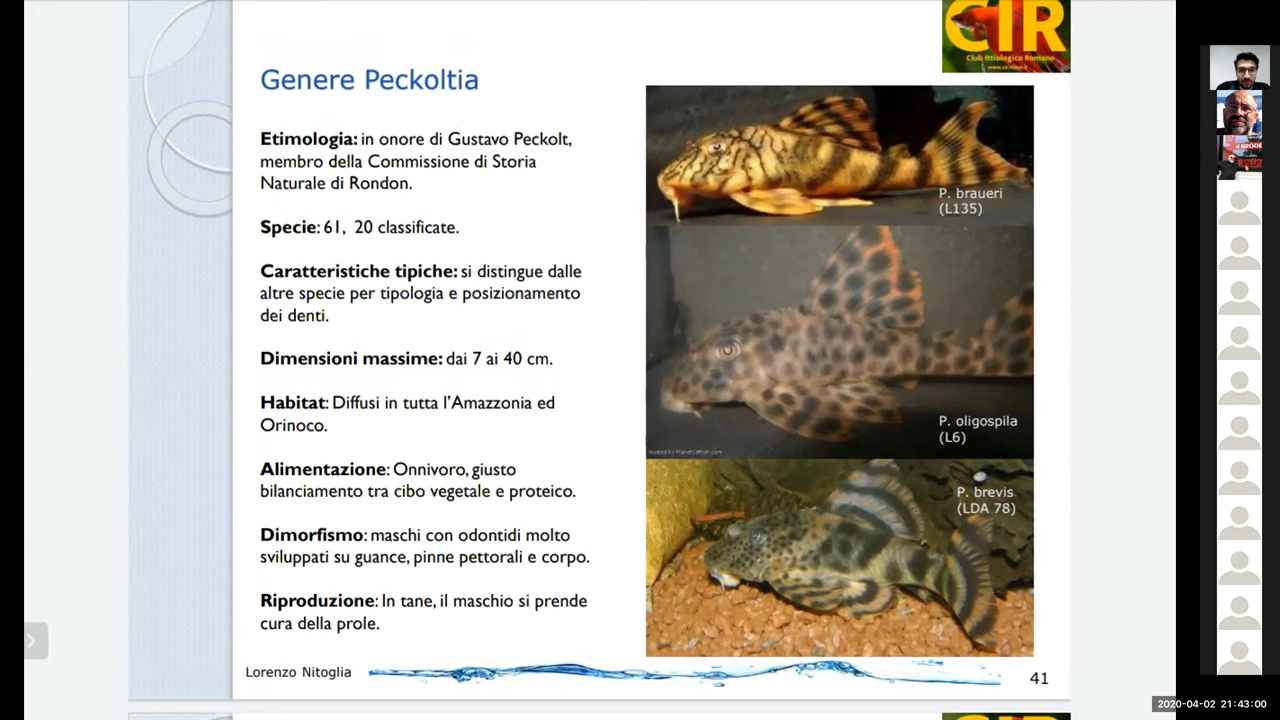 CIR
Club Ittiologico Romano
Genere Peckoltia
Etimologia: in onore di Gustavo Peckolt,
membro della Commissione di Storia
Naturale di Rondon.
Specie: 61, 20 classificate.
Caratteristiche tipiche: si distingue dalle
altre specie per tipologia e posizionamento
dei denti.
Dimensioni massime: dai 7 ai 40 cm.
Habitat: Diffusi in tutta l'Amazzonia ed
Orinoco.
Alimentazione: Onnivoro, giusto
bilanciamento tra cibo vegetale e proteico.
Dimorfismo: maschi con odontidi molto
sviluppati su guance, pinne pettorali e corpo.
Riproduzione: In tane, il maschio si prende
cura della prole.
P. braueri
(L135)
P. oligospila
(L6)
Hosted by PlanetCatfish.com
P. brevis
(LDA 78)
Lorenzo Nitoglia
41
2020-04-02 21:43:00